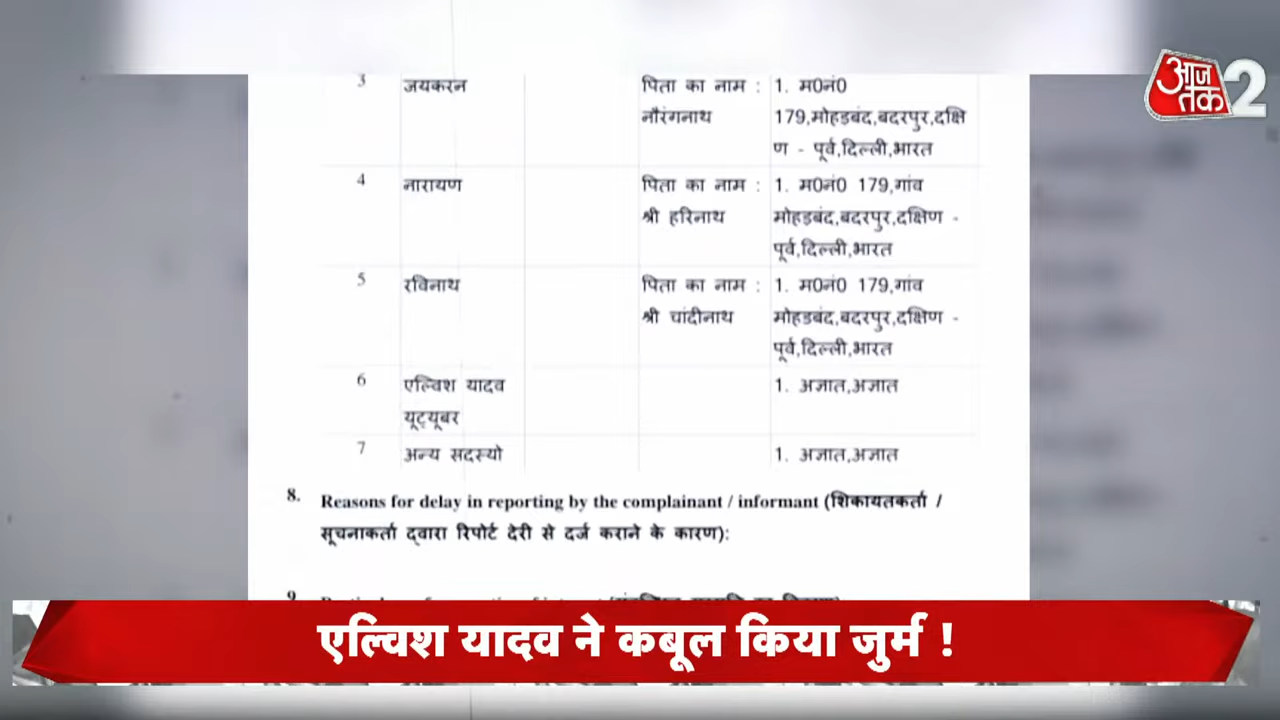 आज तक 2
3 जयकरन पिता का नाम : 1. म0नं0
नौरंगनाथ 179,मोहडबंद,बदरपुर,दक्षि
ण - पूर्व,दिल्ली,भारत
4 नारायण पिता का नाम : 1. म0नं0 179,गांव
श्री हरिनाथ मोहडबंद,बदरपुर,दक्षिण -
पूर्व,दिल्ली,भारत
5 रविनाथ पिता का नाम : 1. म0नं0 179,गांव
श्री चांदीनाथ मोहडबंद,बदरपुर,दक्षिण -
पूर्व,दिल्ली,भारत
6 एल्विश यादव 1. अज्ञात,अज्ञात
यूट्यूबर
7 अन्य सदस्यो 1. अज्ञात,अज्ञात
8. Reasons for delay in reporting by the complainant / informant (शिकायतकर्ता /
सूचनाकर्ता द्वारा रिपोर्ट देरी से दर्ज कराने के कारण):
9.
एल्विश यादव ने कबूल किया जुर्म !